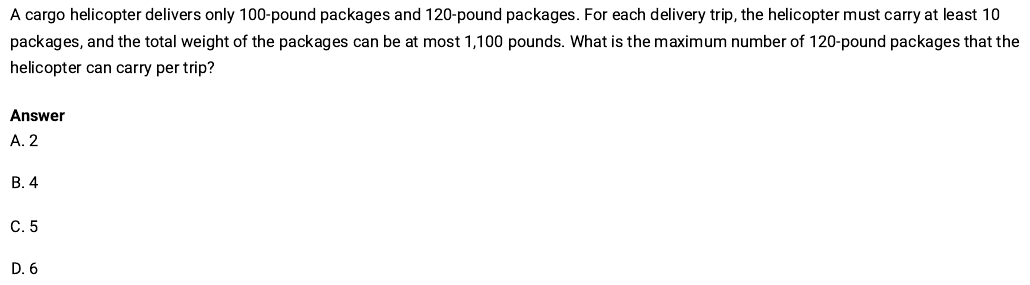 A cargo helicopter delivers only 100-pound packages and 120-pound packages. For each delivery trip, the helicopter must carry at least 10
packages, and the total weight of the packages can be at most 1,100 pounds. What is the maximum number of 120-pound packages that the
helicopter can carry per trip?
Answer
A. 2
B. 4
C. 5
D. 6